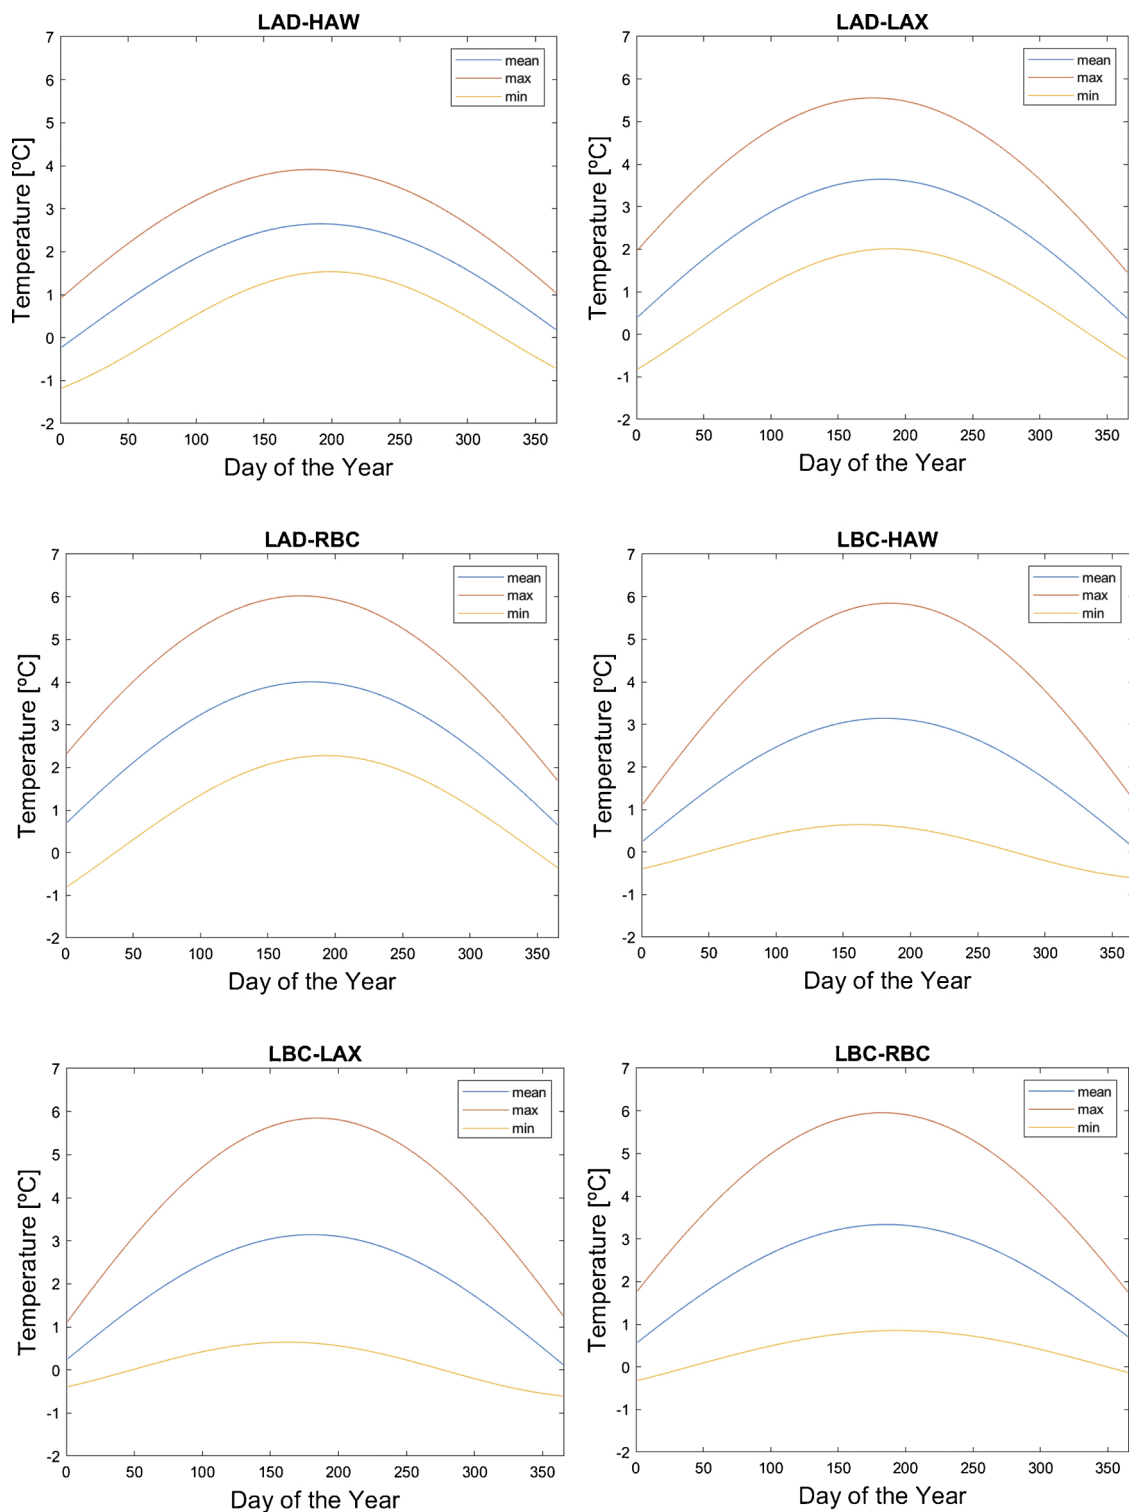 LAD-HAW
7
6
5
4
3
2
1
0
-1
-2
Temperature [ºC]
mean
max
min
0 50 100 150 200 250 300 350
Day of the Year
LAD-LAX
7
6
5
4
3
2
1
0
-1
-2
Temperature [ºC]
mean
max
min
0 50 100 150 200 250 300 350
Day of the Year
LAD-RBC
7
6
5
4
3
2
1
0
-1
-2
Temperature [ºC]
mean
max
min
0 50 100 150 200 250 300 350
Day of the Year
LBC-HAW
7
6
5
4
3
2
1
0
-1
-2
Temperature [ºC]
mean
max
min
0 50 100 150 200 250 300 350
Day of the Year
LBC-LAX
7
6
5
4
3
2
1
0
-1
-2
Temperature [ºC]
mean
max
min
0 50 100 150 200 250 300 350
Day of the Year
LBC-RBC
7
6
5
4
3
2
1
0
-1
-2
Temperature [ºC]
mean
max
min
0 50 100 150 200 250 300 350
Day of the Year